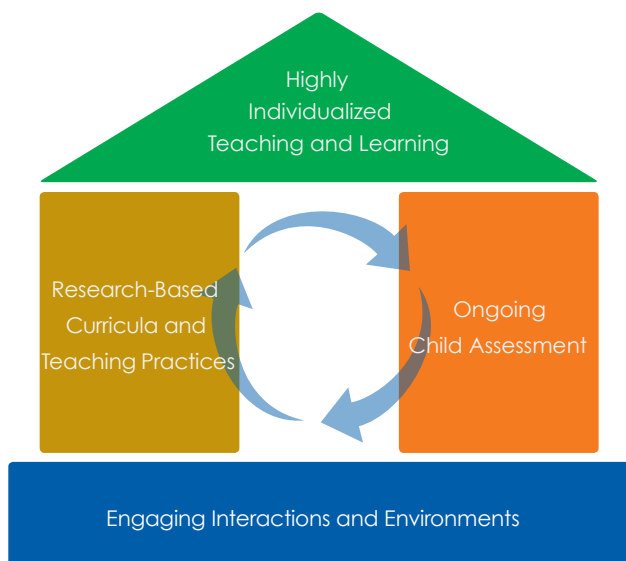 Highly
Individualized
Teaching and Learning
Research-Based
Curricula and
Teaching Practices
Ongoing
Child Assessment
Engaging Interactions and Environments